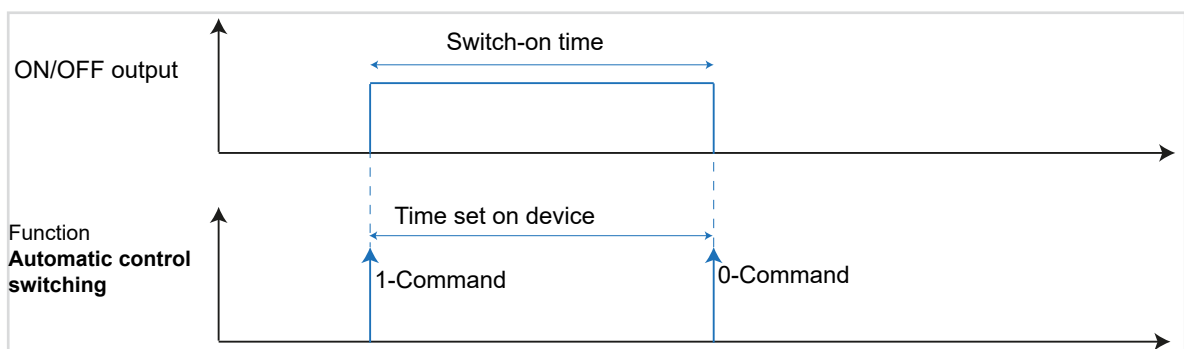 Switch-on time
ON/OFF output
Time set on device
Function
Automatic control
switching
1-Command
0-Command